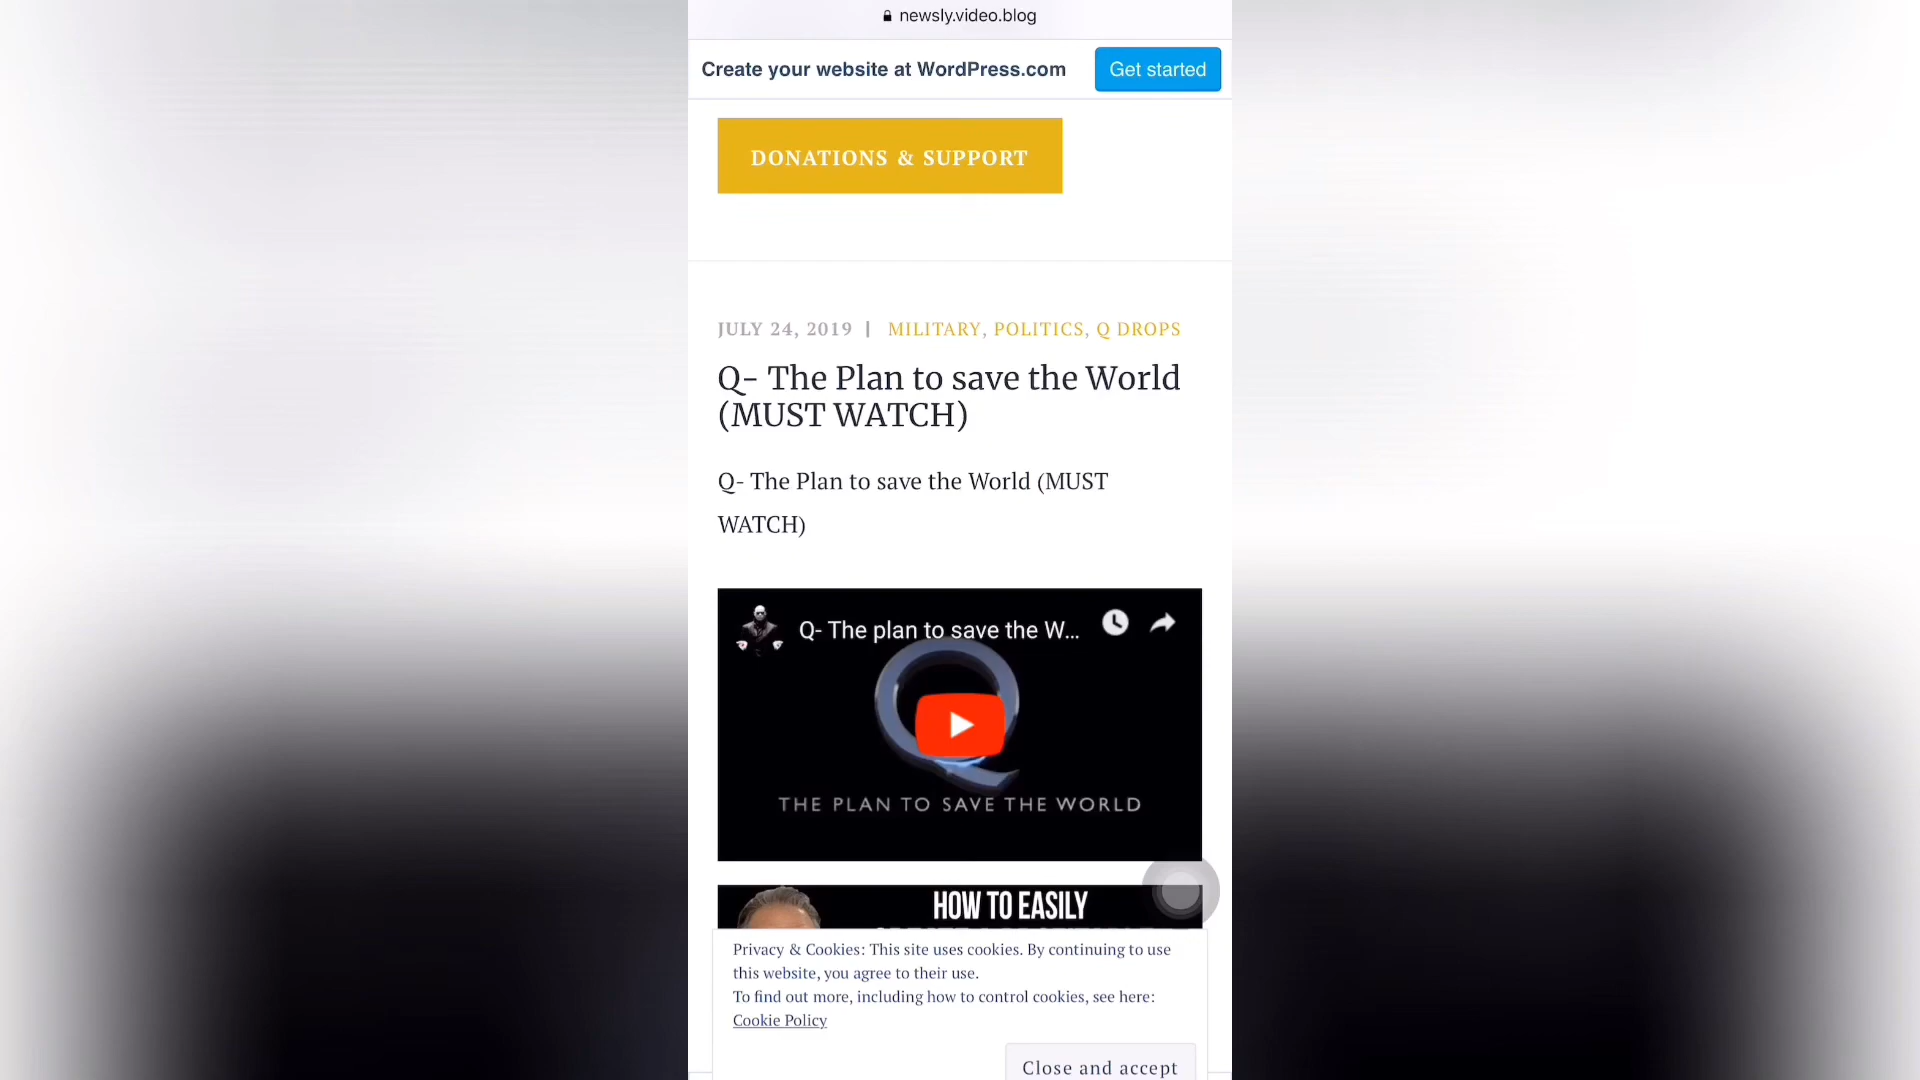 newsly.video.blog
Create your website at WordPress.com
Get started
DONATIONS & SUPPORT
JULY 24, 2019 | MILITARY, POLITICS, Q DROPS
Q- The Plan to save the World
(MUST WATCH)
Q- The Plan to save the World (MUST
WATCH)
Q- The plan to save the W...
THE PLAN TO SAVE THE WORLD
HOW TO EASILY
Privacy & Cookies: This site uses cookies. By continuing to use
this website, you agree to their use.
To find out more, including how to control cookies, see here:
Cookie Policy
Close and accept